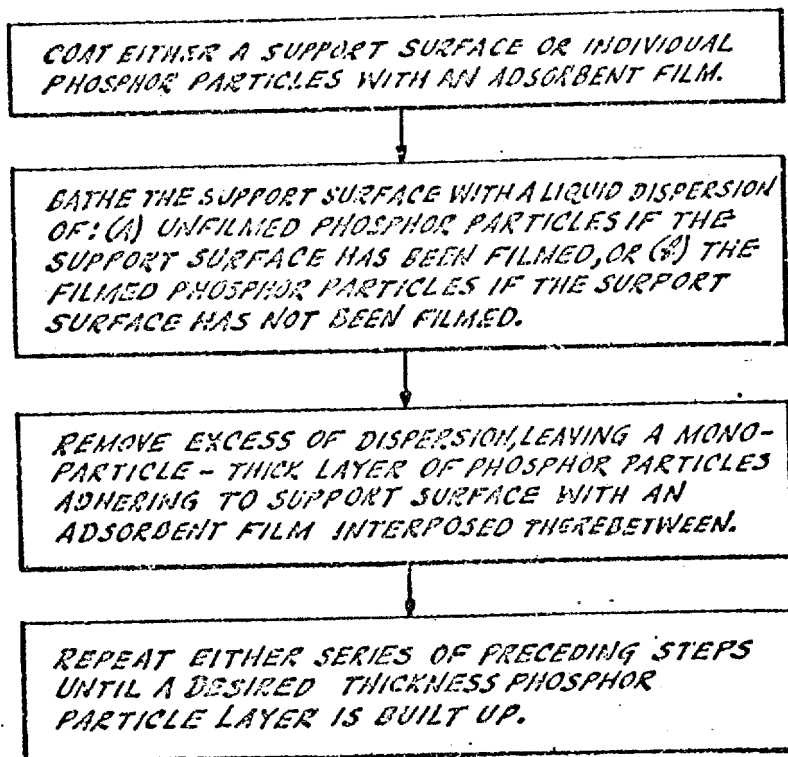 COAT EITHER A SUPPORT SURFACE OR INDIVIDUAL
PHOSPHOR PARTICLES WITH AN ADSORBENT FILM.
BATHE THE SUPPORT SURFACE WITH A LIQUID DISPERSION
OF: (A) UNFILMED PHOSPHOR PARTICLES IF THE
SUPPORT SURFACE HAS BEEN FILMED, OR (B) THE
FILMED PHOSPHOR PARTICLES IF THE SUPPORT
SURFACE HAS NOT BEEN FILMED.
REMOVE EXCESS OF DISPERSION, LEAVING A MONO-
PARTICLE - THICK LAYER OF PHOSPHOR PARTICLES
ADHERING TO SUPPORT SURFACE WITH AN
ADSORBENT FILM INTERPOSED THEREBETWEEN.
REPEAT EITHER SERIES OF PRECEDING STEPS
UNTIL A DESIRED THICKNESS PHOSPHOR
PARTICLE LAYER IS BUILT UP.